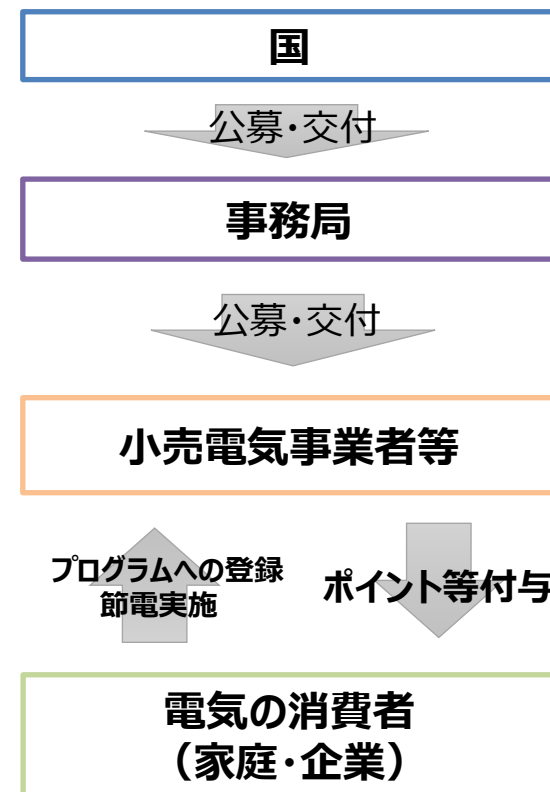 国
公募・交付
事務局
公募・交付
小売電気事業者等
プログラムへの登録
節電実施
ポイント等付与
電気の消費者
（家庭・企業）